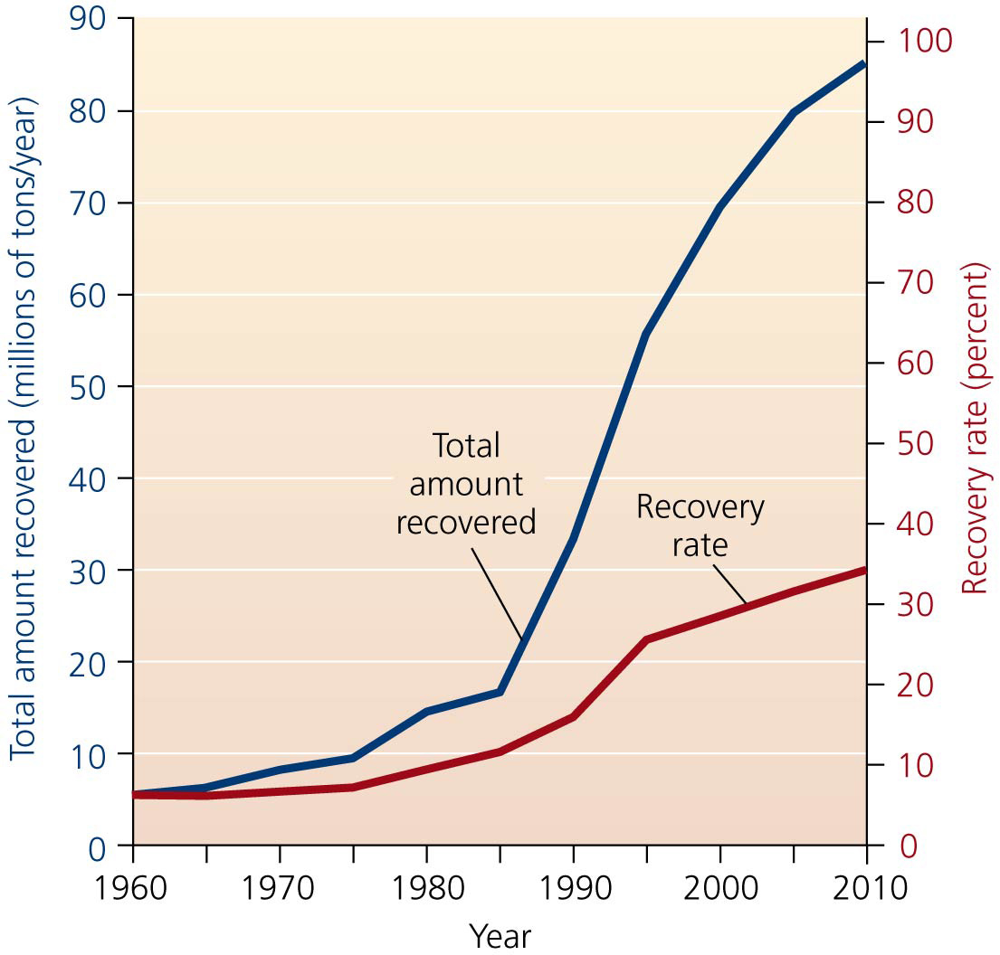 Total amount recovered (millions of tons/year)
90
80
70
60
50
40
30
20
10
0
Total
amount
recovered
Recovery
rate
100
90
80
70
60
50
40
30
20
10
0
Recovery rate (percent)
1960 1970 1980 1990 2000 2010
Year